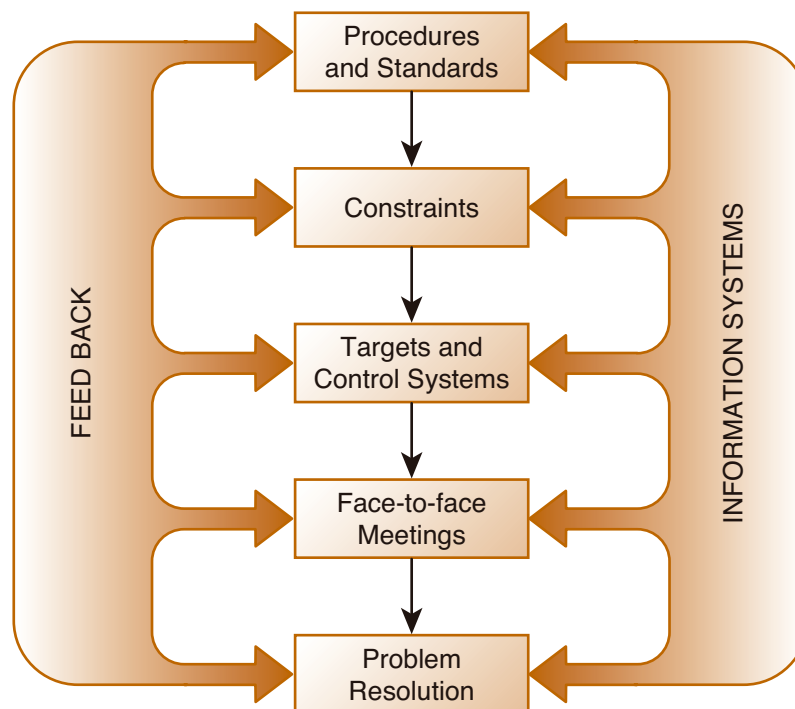 Procedures
and Standards
Constraints
Targets and
Control Systems
Face-to-face
Meetings
Problem
Resolution
FEED BACK
INFORMATION SYSTEMS